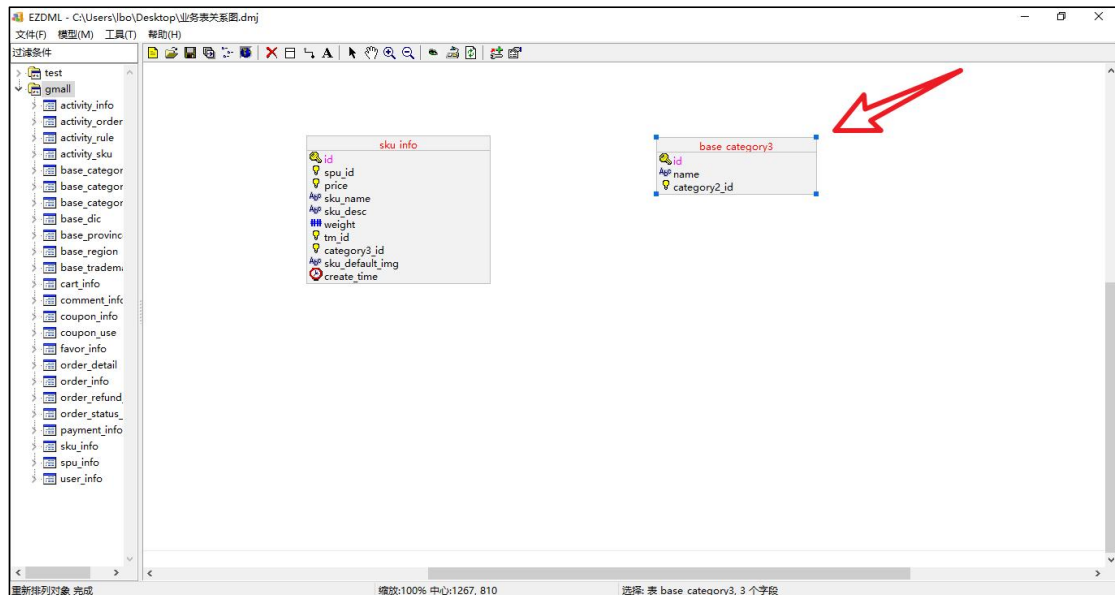 EZDML - C:\Users\lbo\Desktop\业务表关系图.dmj
文件(F) 模型(M) 工具(T) 帮助(H)
过滤条件
test
gmall
activity_info
activity_order
activity_rule
activity_sku
base_categor
base_categor
base_categor
base_dic
base_provinc
base_region
base_tradema
cart_info
comment_info
coupon_info
coupon_use
favor_info
order_detail
order_info
order_refund_
order_status_
payment_info
sku_info
spu_info
user_info
sku_info
id
spu_id
price
sku_name
sku_desc
weight
tm_id
category3_id
sku_default_img
create_time
base_category3
id
name
category2_id
重新排列对象 完成
缩放:100% 中心:1267, 810
选择: 表 base_category3, 3 个字段